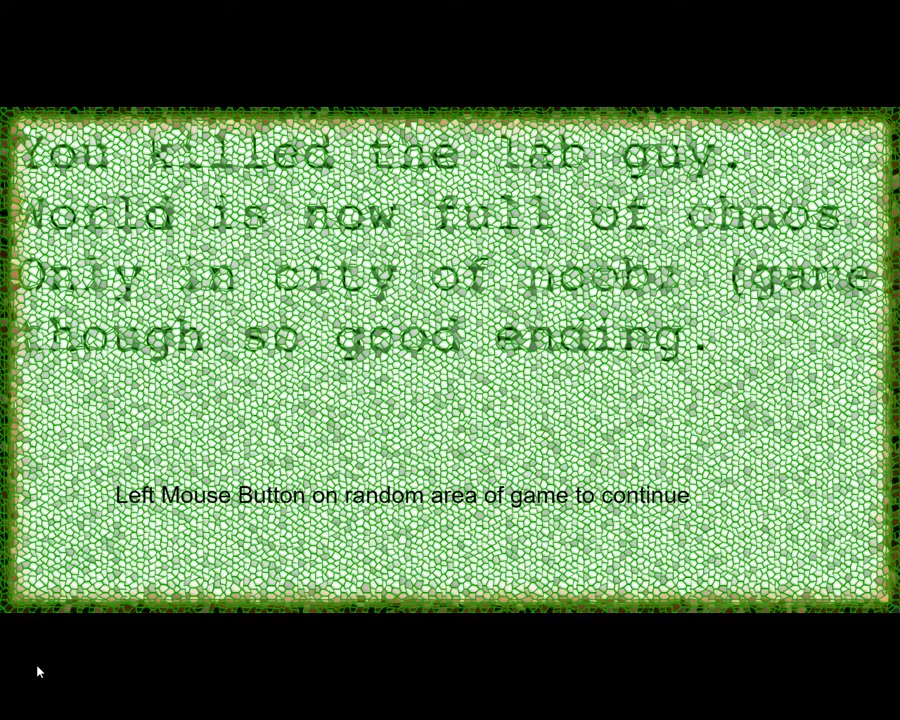 You killed the lab guy.
World is now full of chaos
Only in city of noobs (game
though so good ending.
Left Mouse Button on random area of game to continue